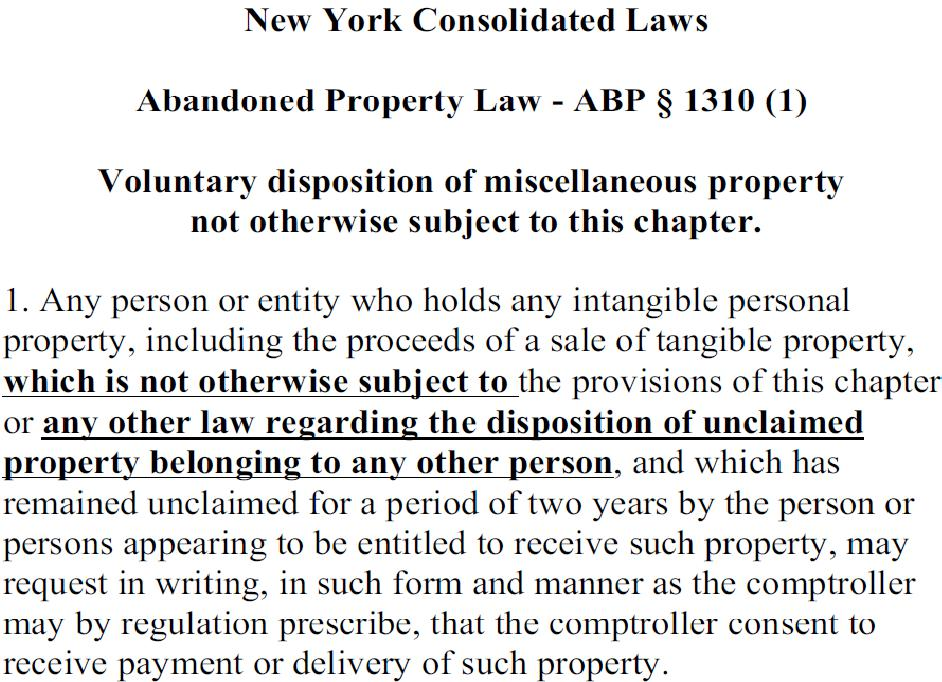 New York Consolidated Laws
Abandoned Property Law - ABP § 1310 (1)
Voluntary disposition of miscellaneous property
not otherwise subject to this chapter.
1. Any person or entity who holds any intangible personal
property, including the proceeds of a sale of tangible property,
which is not otherwise subject to the provisions of this chapter
or any other law regarding the disposition of unclaimed
property belonging to any other person, and which has
remained unclaimed for a period of two years by the person or
persons appearing to be entitled to receive such property, may
request in writing, in such form and manner as the comptroller
may by regulation prescribe, that the comptroller consent to
receive payment or delivery of such property.